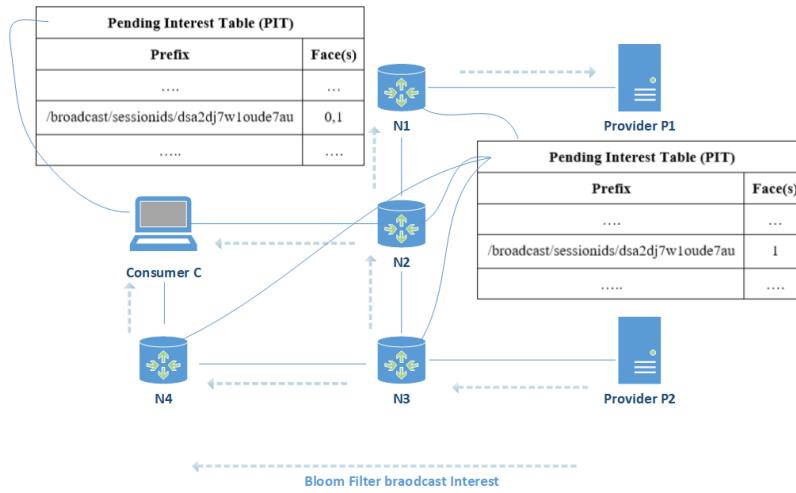 Pending Interest Table (PIT)
Prefix Face(s)
…. …
/broadcast/sessionids/dsa2dj7w1oude7au 0,1
….. ….
N1
Provider P1
Pending Interest Table (PIT)
Prefix Face(s)
…. …
/broadcast/sessionids/dsa2dj7w1oude7au 1
….. ….
N2
Consumer C
N4
N3
Provider P2
Bloom Filter braodcast Interest